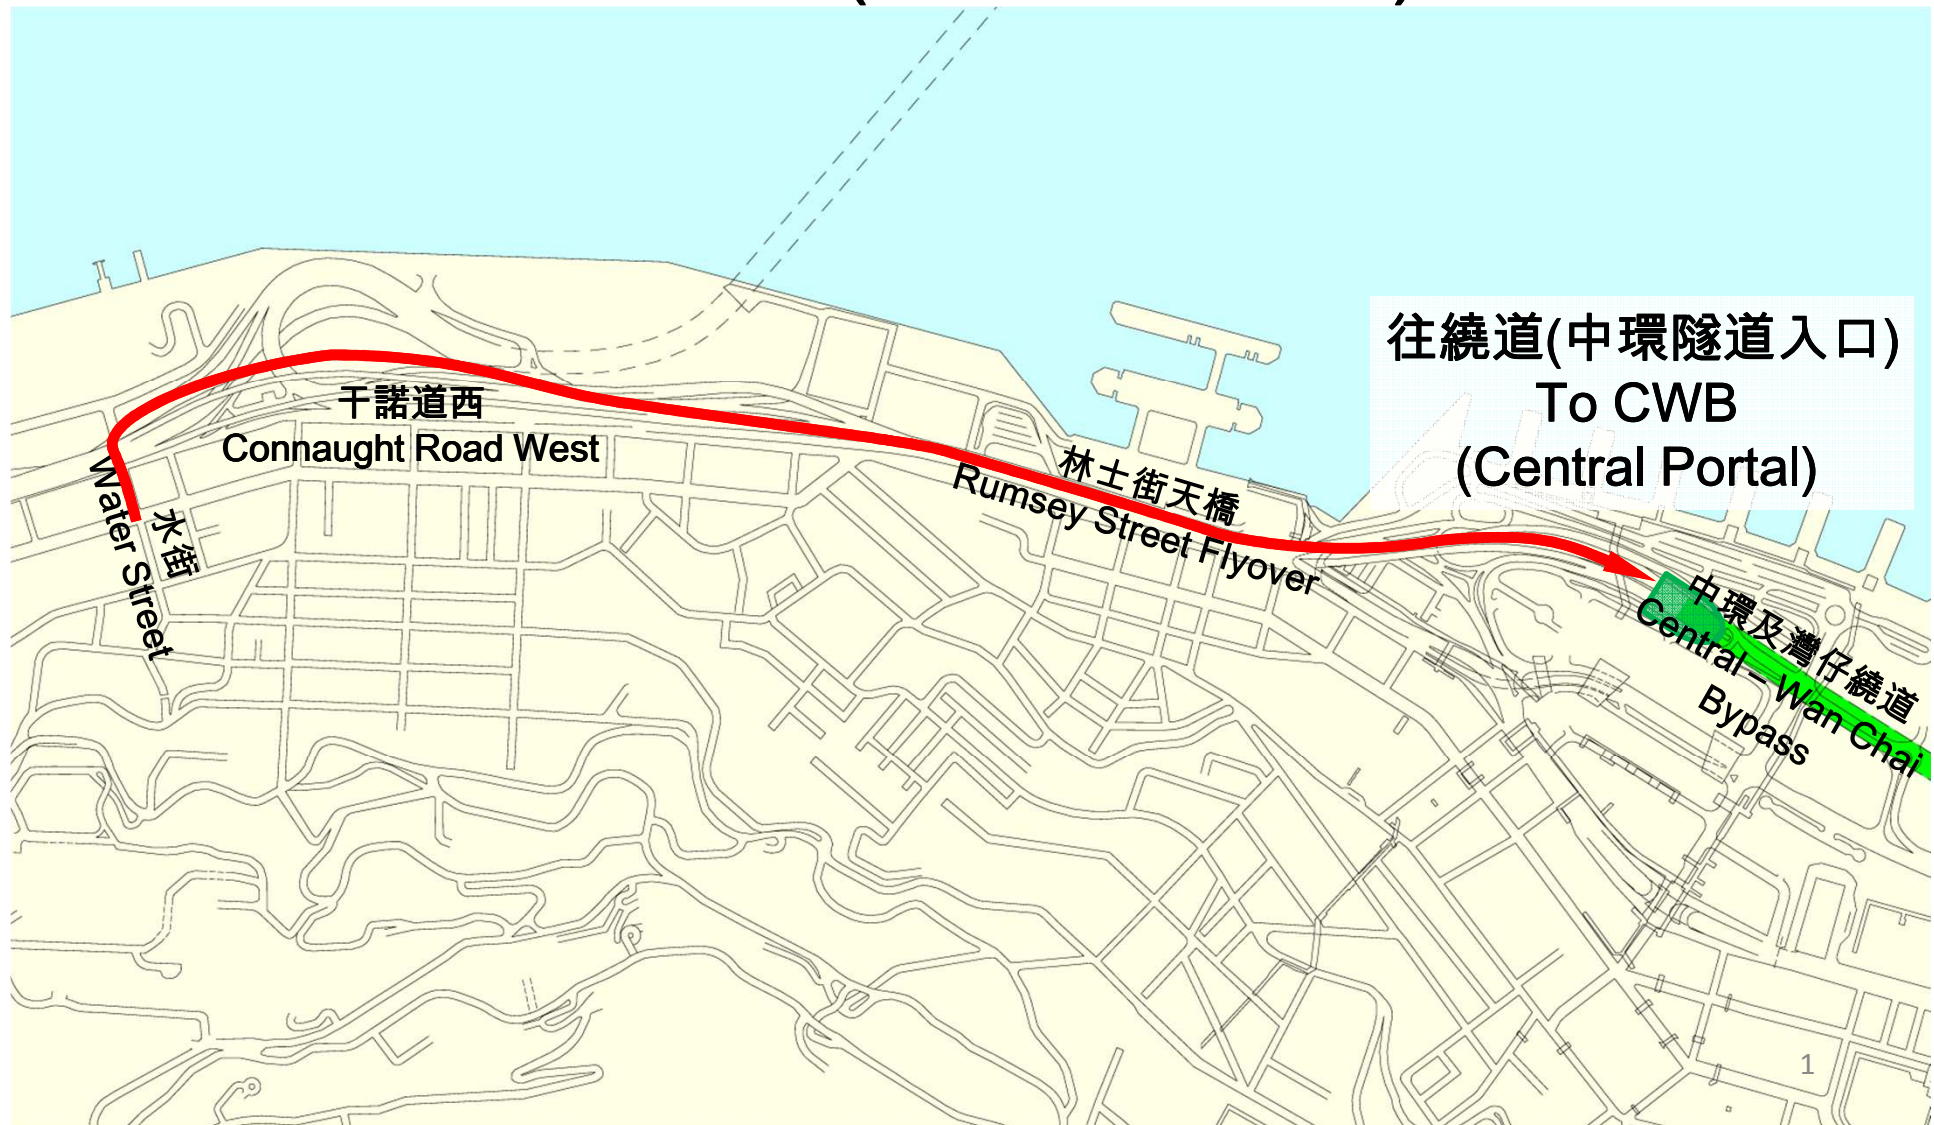 往繞道(中環隧道入口)
To CWB
(Central Portal)
干諾道西
Connaught Road West
林士街天橋
Rumsey Street Flyover
水街
Water Street
中環及灣仔繞道
Central – Wan Chai
Bypass
1